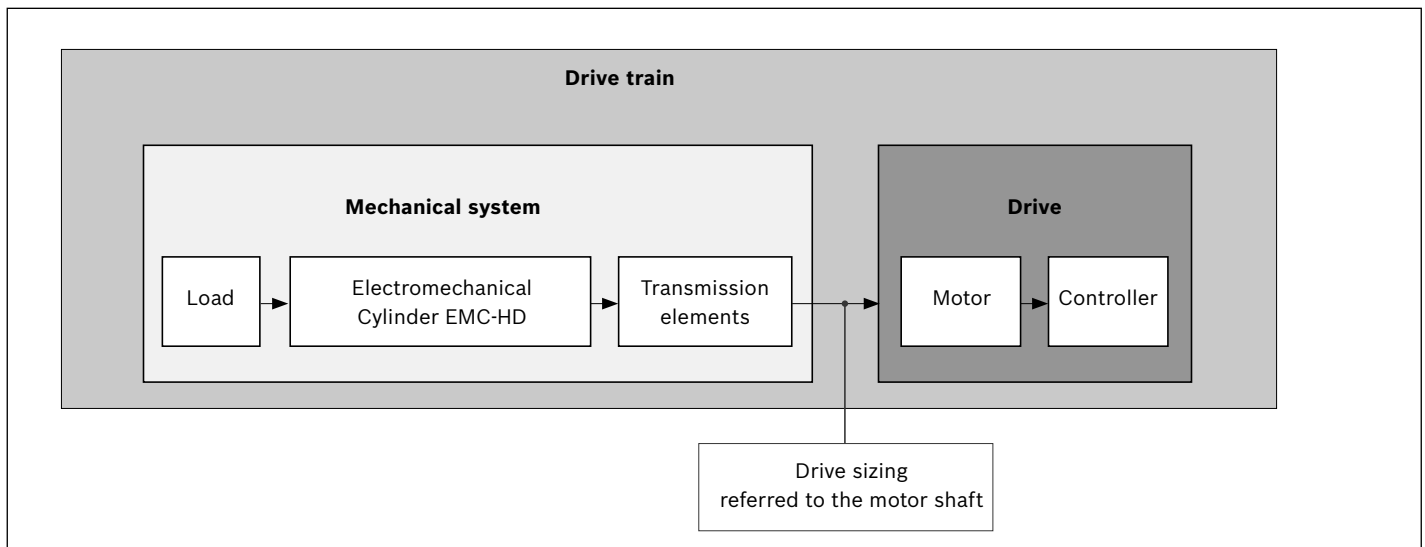 Drive train
Mechanical system
Drive
Load
Electromechanical
Cylinder EMC-HD
Transmission
elements
Motor
Controller
Drive sizing
referred to the motor shaft